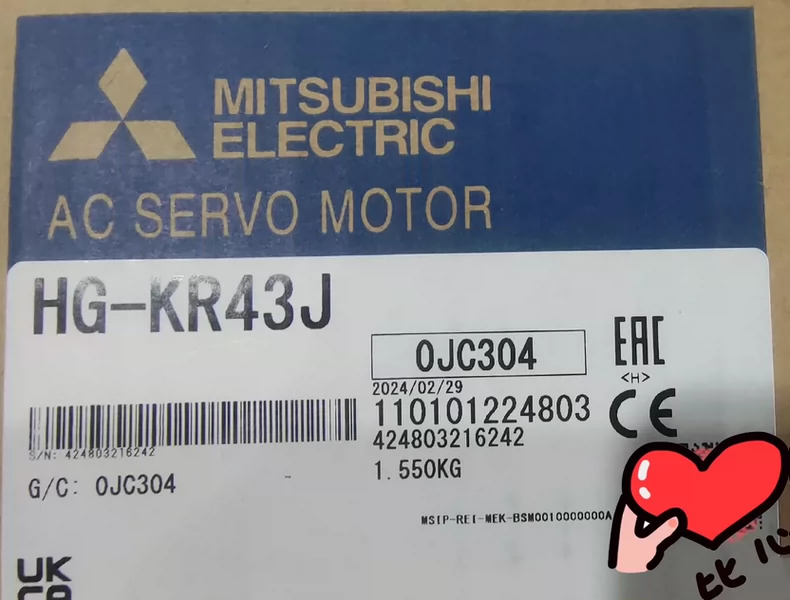 MITSUBISHI
ELECTRIC
AC SERVO MOTOR
HG-KR43J
0JC304
EAC
2024/02/29
<H>
110101224803
CE
424803216242
S/N: 424803216242
1.550KG
G/C: 0JC304
MSIP-REI-MEK-BSM0010000000A
UK
CA
比心